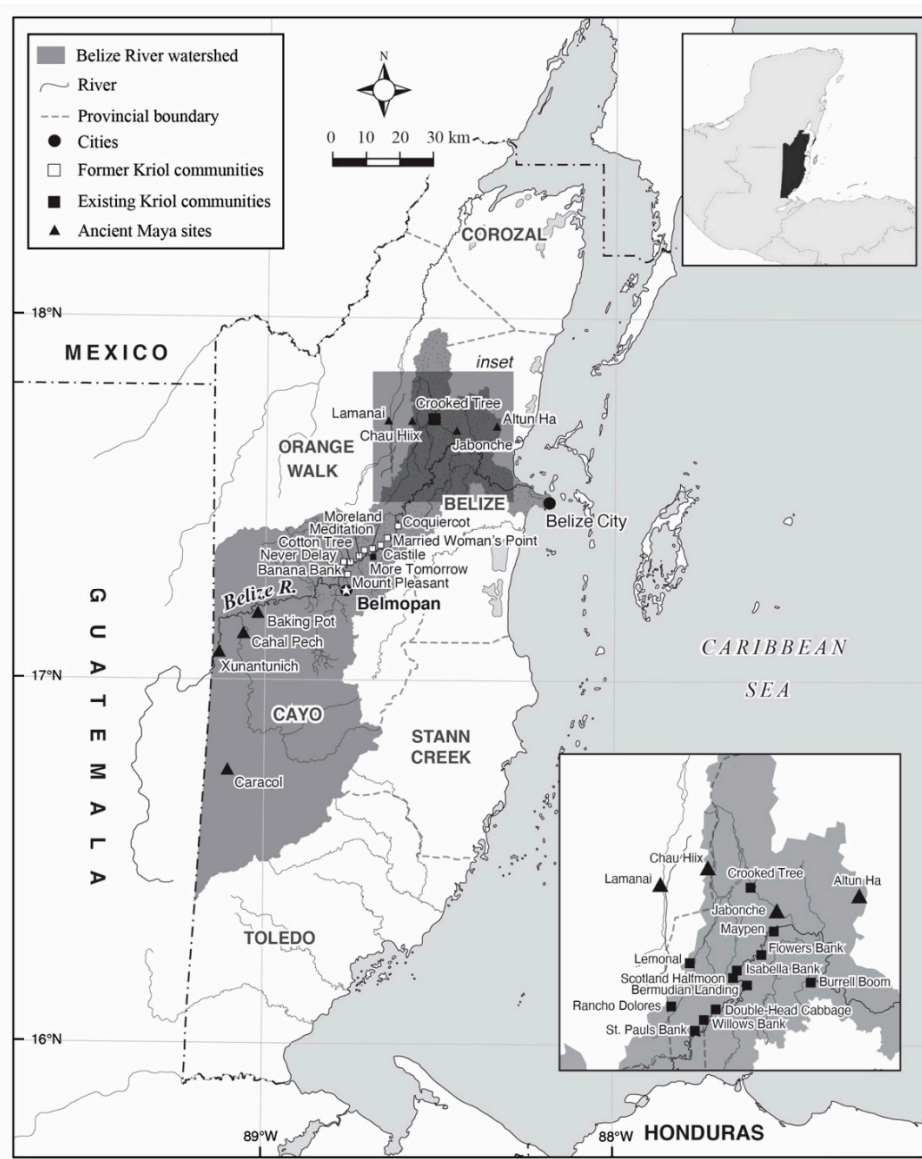 Belize River watershed
River
Provincial boundary
Cities
Former Kriol communities
Existing Kriol communities
Ancient Maya sites
N
0 10 20 30 km
COROZAL
18°N
MEXICO
inset
Crooked Tree
Lamanai
Altun Ha
Chau Hiix
Jabonche
ORANGE
WALK
BELIZE
Belize City
Moreland
Coquiercot
Meditation
Cotton Tree
Married Woman's Point
Never Delay
Castile
Banana Bank
More Tomorrow
Mount Pleasant
Belize R.
Belmopan
Baking Pot
Cahal Pech
Xunantunich
17°N
GUATEMALA
CARIBBEAN
SEA
CAYO
STANN
CREEK
Caracol
TOLEDO
16°N
89°W
88°W
HONDURAS
Chau Hiix
Lamanai
Crooked Tree
Altun Ha
Jabonche
Maypen
Flowers Bank
Lemonal
Isabella Bank
Scotland Halfmoon
Burrell Boom
Bermudian Landing
Rancho Dolores
Double-Head Cabbage
Willows Bank
St. Pauls Bank